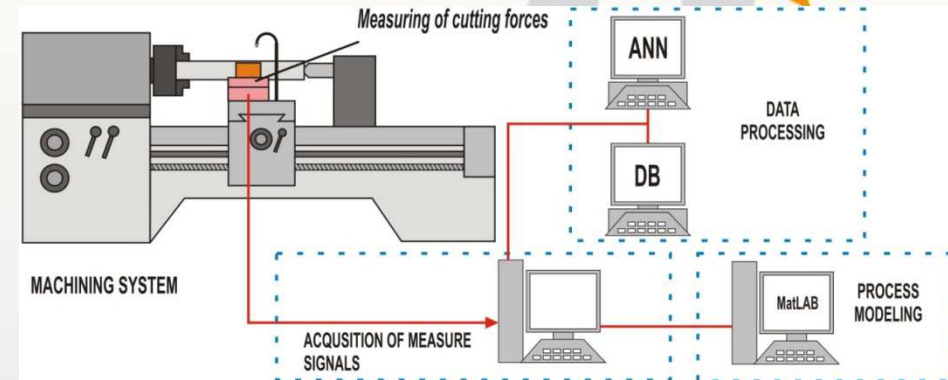 Measuring of cutting forces
ANN
DATA
PROCESSING
DB
MACHINING SYSTEM
ACQUSITION OF MEASURE
SIGNALS
MatLAB
PROCESS
MODELING